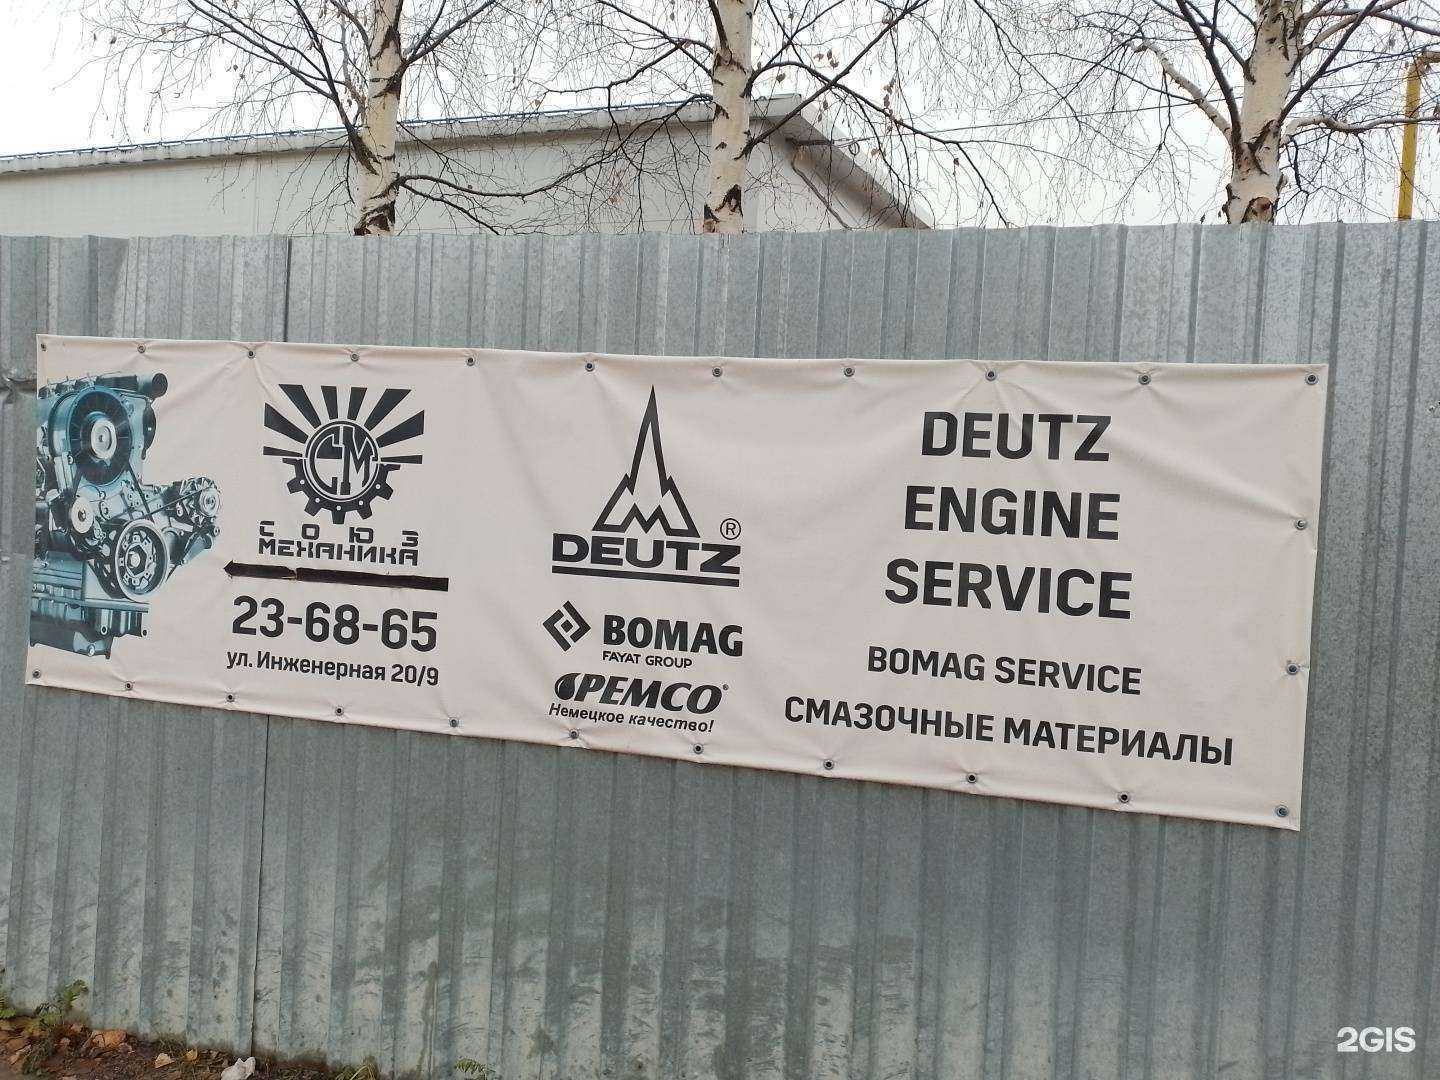 СМ
СОЮЗ
МЕХАНИКА
23-68-65
ул. Инженерная 20/9
DEUTZ
®
BOMAG
FAYAT GROUP
PEMCO®
Немецкое качество!
DEUTZ
ENGINE
SERVICE
BOMAG SERVICE
СМАЗОЧНЫЕ МАТЕРИАЛЫ
2GIS